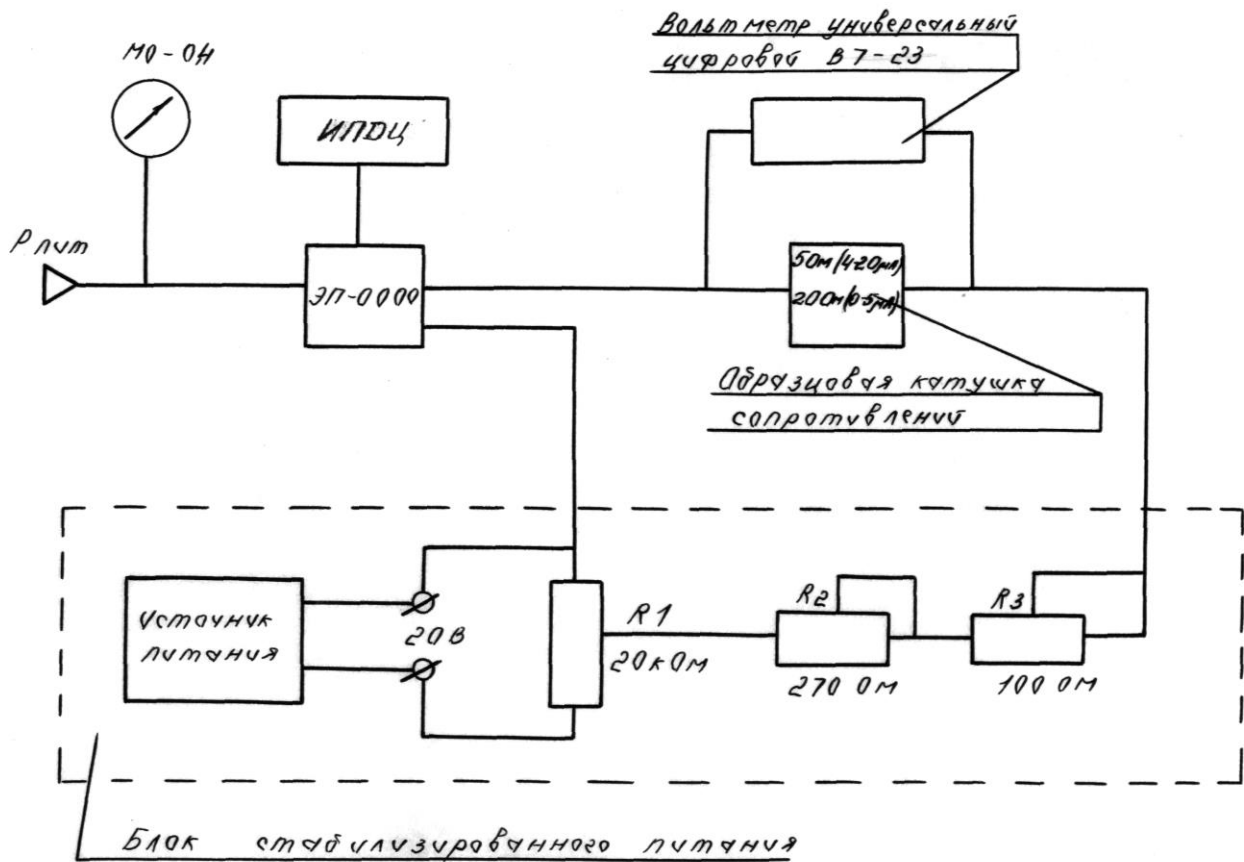 Вольтметр универсальный
цифровой В7-23
МО-ОН
ИПДЦ
Р пит
ЭП-0000
5Ом(4-20мА)
20Ом(0-5мА)
Образцовая катушка
сопротивлений
Источник
питания
20В
R1
20кОм
R2
270 Ом
R3
100 Ом
Блок стабилизированного питания